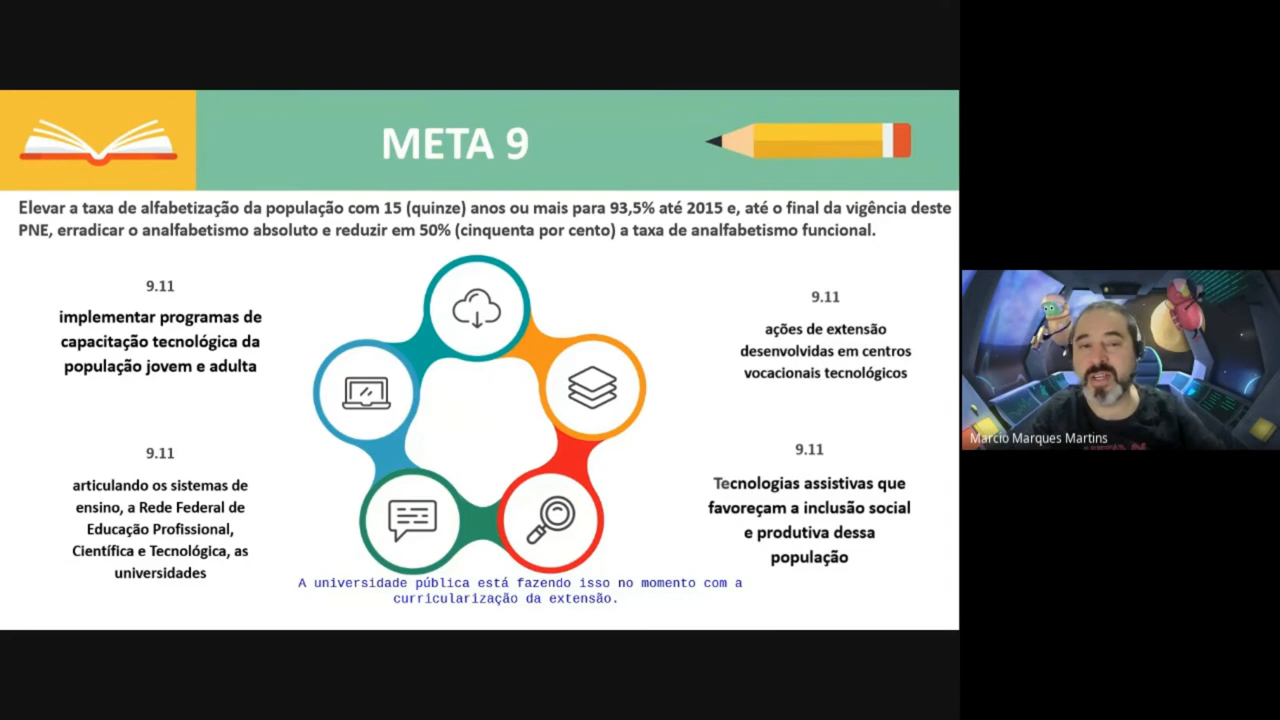 META 9
Elevar a taxa de alfabetização da população com 15 (quinze) anos ou mais para 93,5% até 2015 e, até o final da vigência deste
PNE, erradicar o analfabetismo absoluto e reduzir em 50% (cinquenta por cento) a taxa de analfabetismo funcional.
9.11
implementar programas de
capacitação tecnológica da
população jovem e adulta
9.11
ações de extensão
desenvolvidas em centros
vocacionais tecnológicos
9.11
articulando os sistemas de
ensino, a Rede Federal de
Educação Profissional,
Científica e Tecnológica, as
universidades
9.11
Tecnologias assistivas que
favoreçam a inclusão social
e produtiva dessa
população
A universidade pública está fazendo isso no momento com a
curricularização da extensão.
Marcio Marques Martins